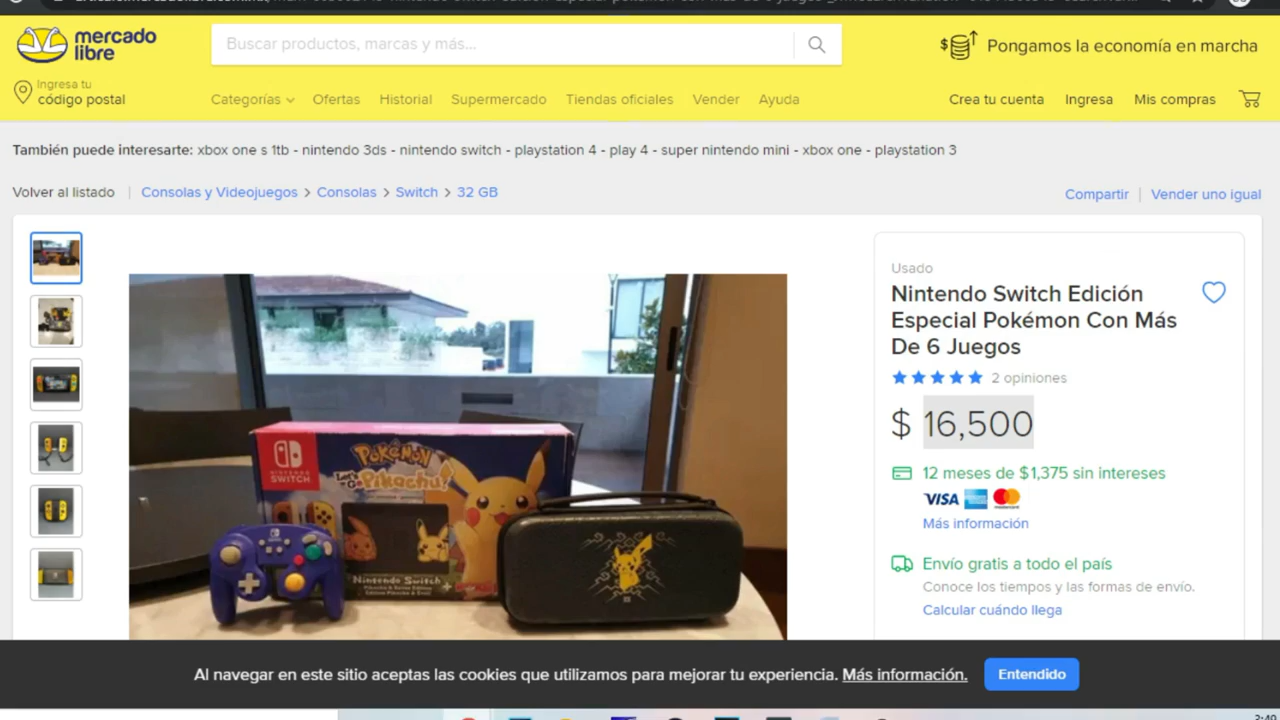 mercado
libre
Buscar productos, marcas y más...
Pongamos la economía en marcha
Ingresa tu
código postal
Categorías
Ofertas
Historial
Supermercado
Tiendas oficiales
Vender
Ayuda
Crea tu cuenta
Ingresa
Mis compras
También puede interesarte: xbox one s 1tb - nintendo 3ds - nintendo switch - playstation 4 - play 4 - super nintendo mini - xbox one - playstation 3
Volver al listado | Consolas y Videojuegos > Consolas > Switch > 32 GB
Compartir | Vender uno igual
Usado
Nintendo Switch Edición
Especial Pokémon Con Más
De 6 Juegos
2 opiniones
$ 16,500
12 meses de $1,375 sin intereses
VISA
Más información
Envío gratis a todo el país
Conoce los tiempos y las formas de envío.
Calcular cuándo llega
NINTENDO
SWITCH
POKÉMON
Let's Go Pikachu!
Nintendo Switch
Al navegar en este sitio aceptas las cookies que utilizamos para mejorar tu experiencia. Más información.
Entendido